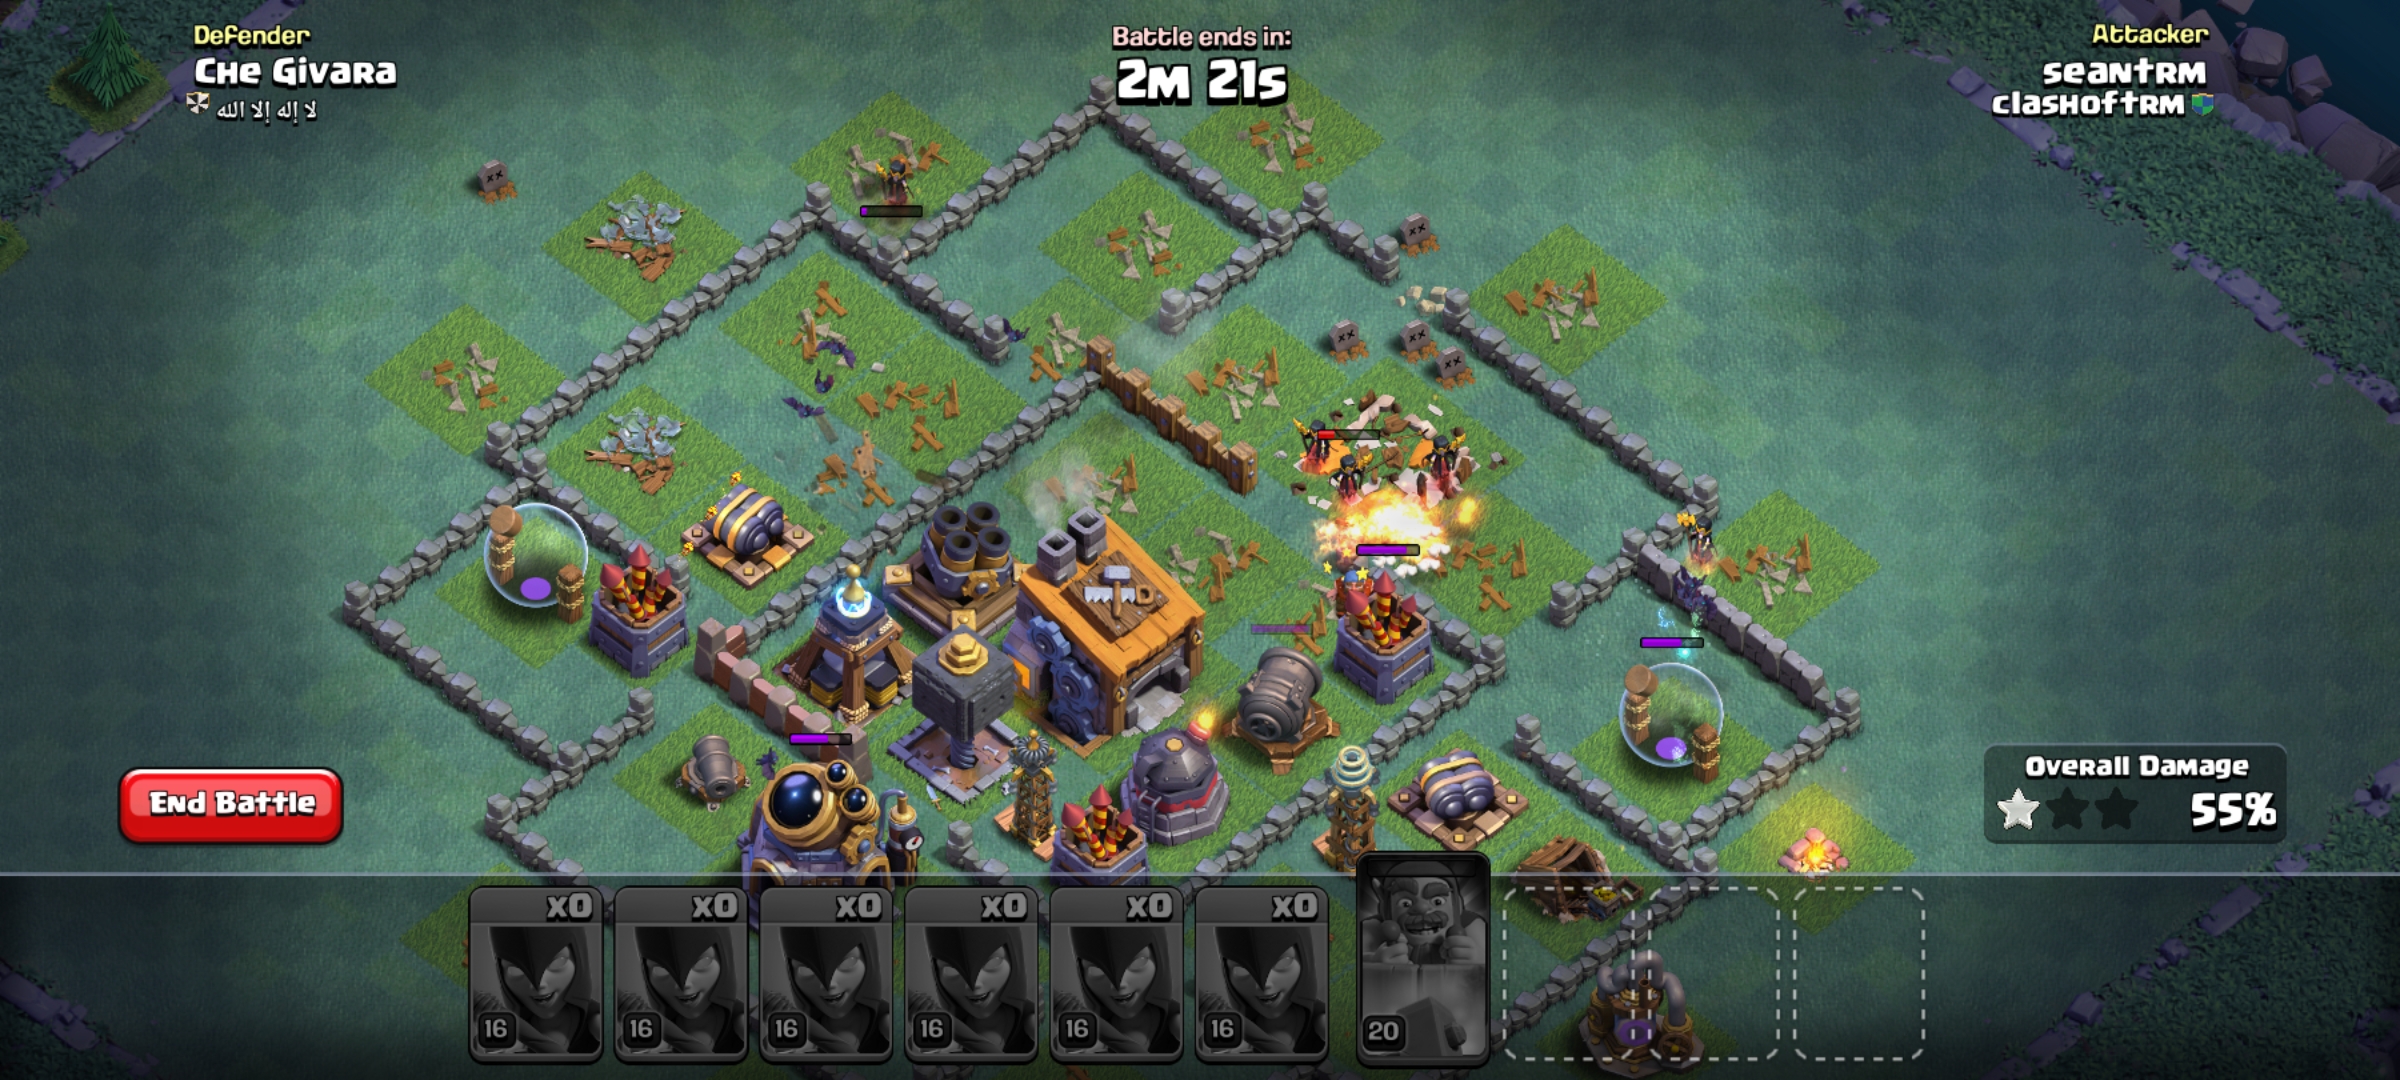 Defender
Che Givara
لا إله إلا الله
Battle ends in:
2M 21s
Attacker
seantRM
clashoftRM
End Battle
Overall Damage
55%
x0
x0
x0
x0
x0
x0
16
16
16
16
16
16
20